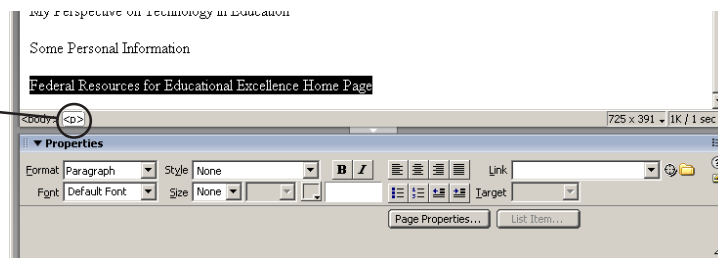 My Perspective on Technology in Education
Some Personal Information
Federal Resources for Educational Excellence Home Page
<body> <p> 725 x 391 1K / 1 sec
Properties
Format Paragraph Style None B I Link
Font Default Font Size None Target
Page Properties... List Item...